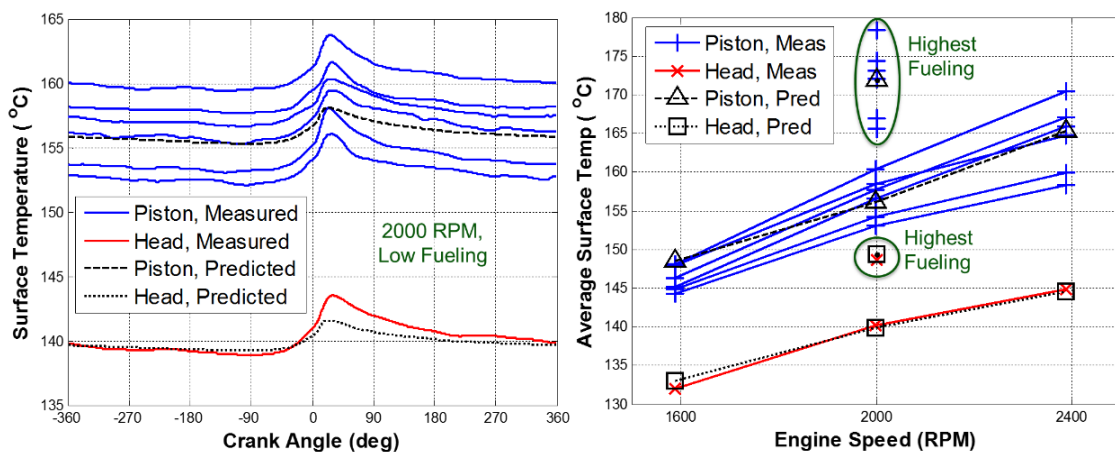 165
160
155
150
145
140
135
Surface Temperature ( °C)
Piston, Measured
Head, Measured
Piston, Predicted
Head, Predicted
2000 RPM,
Low Fueling
-360
-270
-180
-90
0
90
180
270
360
Crank Angle (deg)
180
175
170
165
160
155
150
145
140
135
130
Average Surface Temp ( °C)
Piston, Meas
Head, Meas
Piston, Pred
Head, Pred
Highest
Fueling
Highest
Fueling
1600
2000
2400
Engine Speed (RPM)